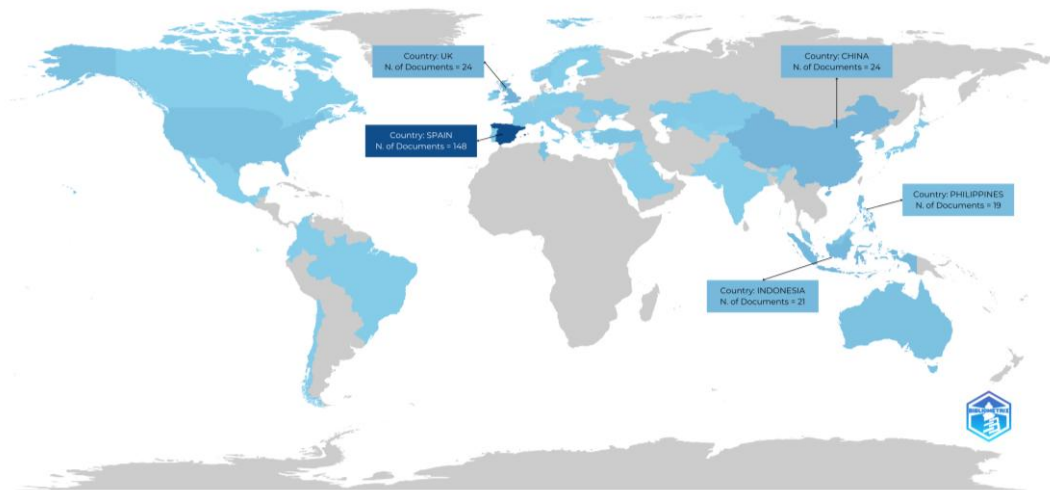 Country: UK
N. of Documents = 24
Country: CHINA
N. of Documents = 24
Country: SPAIN
N. of Documents = 148
Country: PHILIPPINES
N. of Documents = 19
Country: INDONESIA
N. of Documents = 21
BIBLIOMETRIX